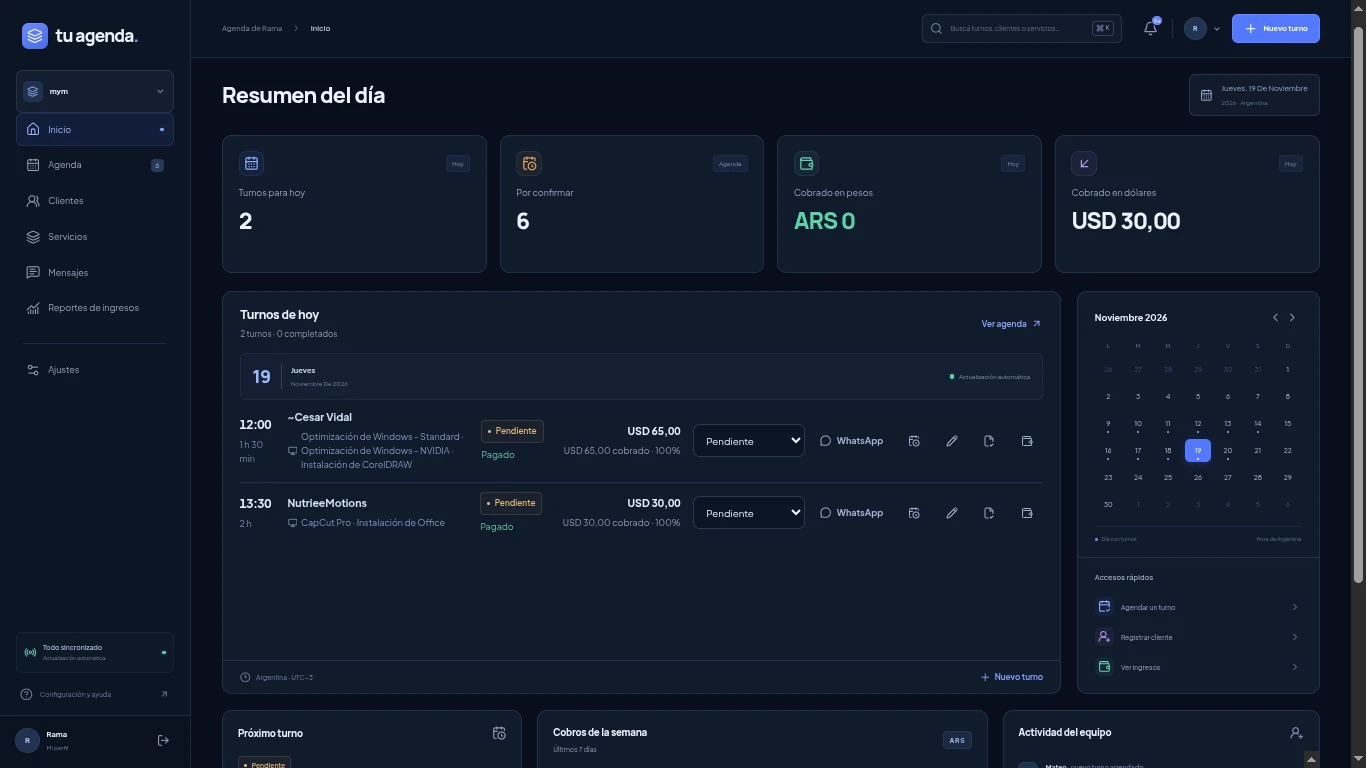 tu agenda.
Agenda de Rama
Inicio
Buscá turnos, clientes o servicios...
⌘ K
9+
R
Nuevo turno
mym
Inicio
Agenda
6
Clientes
Servicios
Mensajes
Reportes de ingresos
Ajustes
Todo sincronizado
Actualización automática
Configuración y ayuda
R
Rama
Mi perfil
Resumen del día
Jueves, 19 De Noviembre
2026 · Argentina
Hoy
Turnos para hoy
2
Agenda
Por confirmar
6
Hoy
Cobrado en pesos
ARS 0
Hoy
Cobrado en dólares
USD 30,00
Turnos de hoy
2 turnos · 0 completados
Ver agenda
19
Jueves
Noviembre De 2026
Actualización automática
12:00
1 h 30
min
~Cesar Vidal
Optimización de Windows - Standard ·
Optimización de Windows - NVIDIA ·
Instalación de CorelDRAW
Pendiente
Pagado
USD 65,00
USD 65,00 cobrado · 100%
Pendiente
WhatsApp
13:30
2 h
NutrieeMotions
CapCut Pro · Instalación de Office
Pendiente
Pagado
USD 30,00
USD 30,00 cobrado · 100%
Pendiente
WhatsApp
Argentina · UTC-3
Nuevo turno
Noviembre 2026
L M M J V S D
26 27 28 29 30 31 1
2 3 4 5 6 7 8
9 10 11 12 13 14 15
16 17 18 19 20 21 22
23 24 25 26 27 28 29
30 1 2 3 4 5 6
Día con turnos
Hora de Argentina
Accesos rápidos
Agendar un turno
Registrar cliente
Ver ingresos
Próximo turno
Pendiente
Cobros de la semana
Últimos 7 días
ARS
Actividad del equipo
Mateo nuevo turno agendado